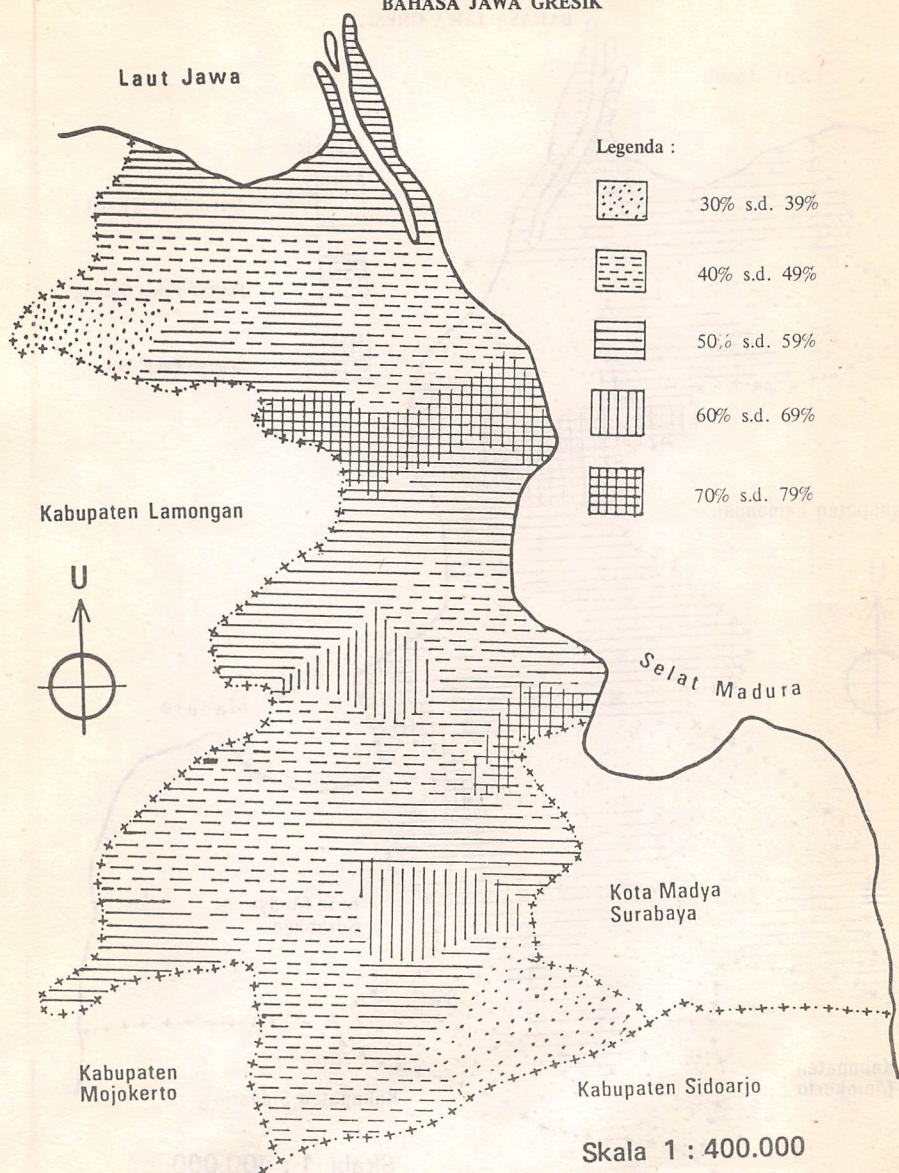 BAHASA JAWA GRESIK
Laut Jawa
Legenda :
30% s.d. 39%
40% s.d. 49%
50% s.d. 59%
60% s.d. 69%
70% s.d. 79%
Kabupaten Lamongan
U
Selat Madura
Kota Madya
Surabaya
Kabupaten
Mojokerto
Kabupaten Sidoarjo
Skala 1 : 400.000